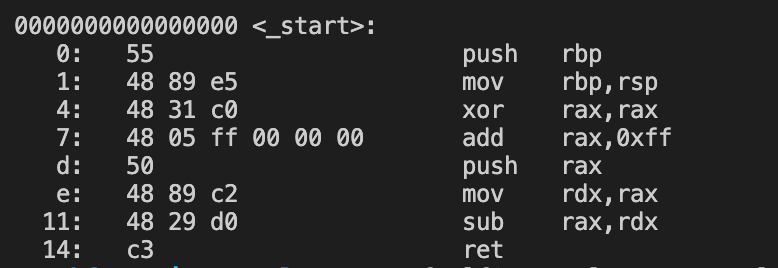 0000000000000000 <_start>:
0: 55 push rbp
1: 48 89 e5 mov rbp,rsp
4: 48 31 c0 xor rax,rax
7: 48 05 ff 00 00 00 add rax,0xff
d: 50 push rax
e: 48 89 c2 mov rdx,rax
11: 48 29 d0 sub rax,rdx
14: c3 ret